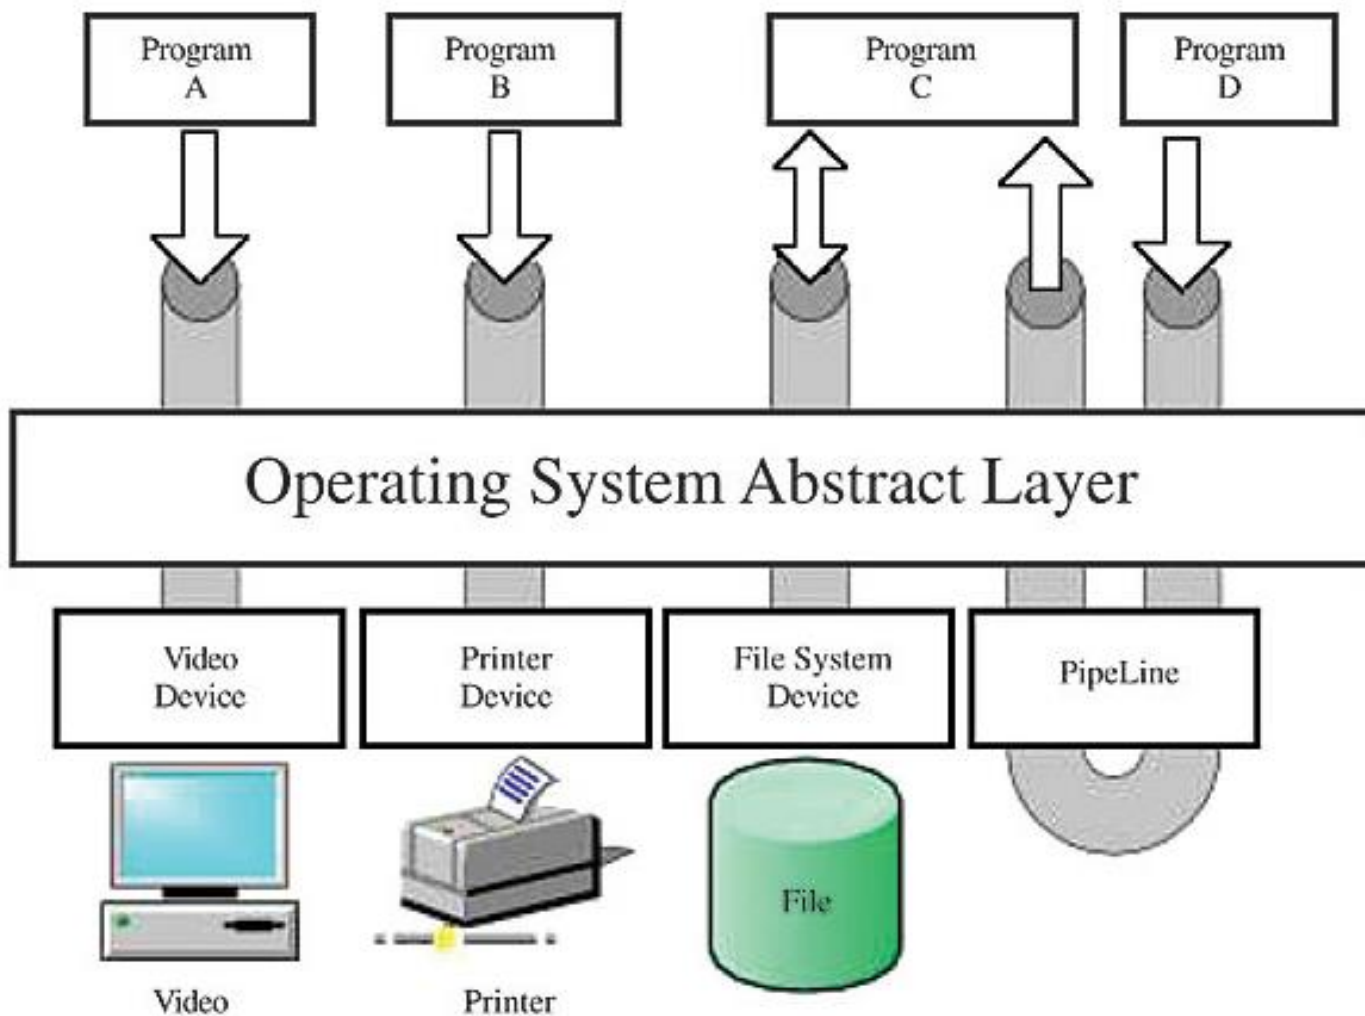 Program
A
Program
B
Program
C
Program
D
Operating System Abstract Layer
Video
Device
Printer
Device
File System
Device
PipeLine
File
Video
Printer